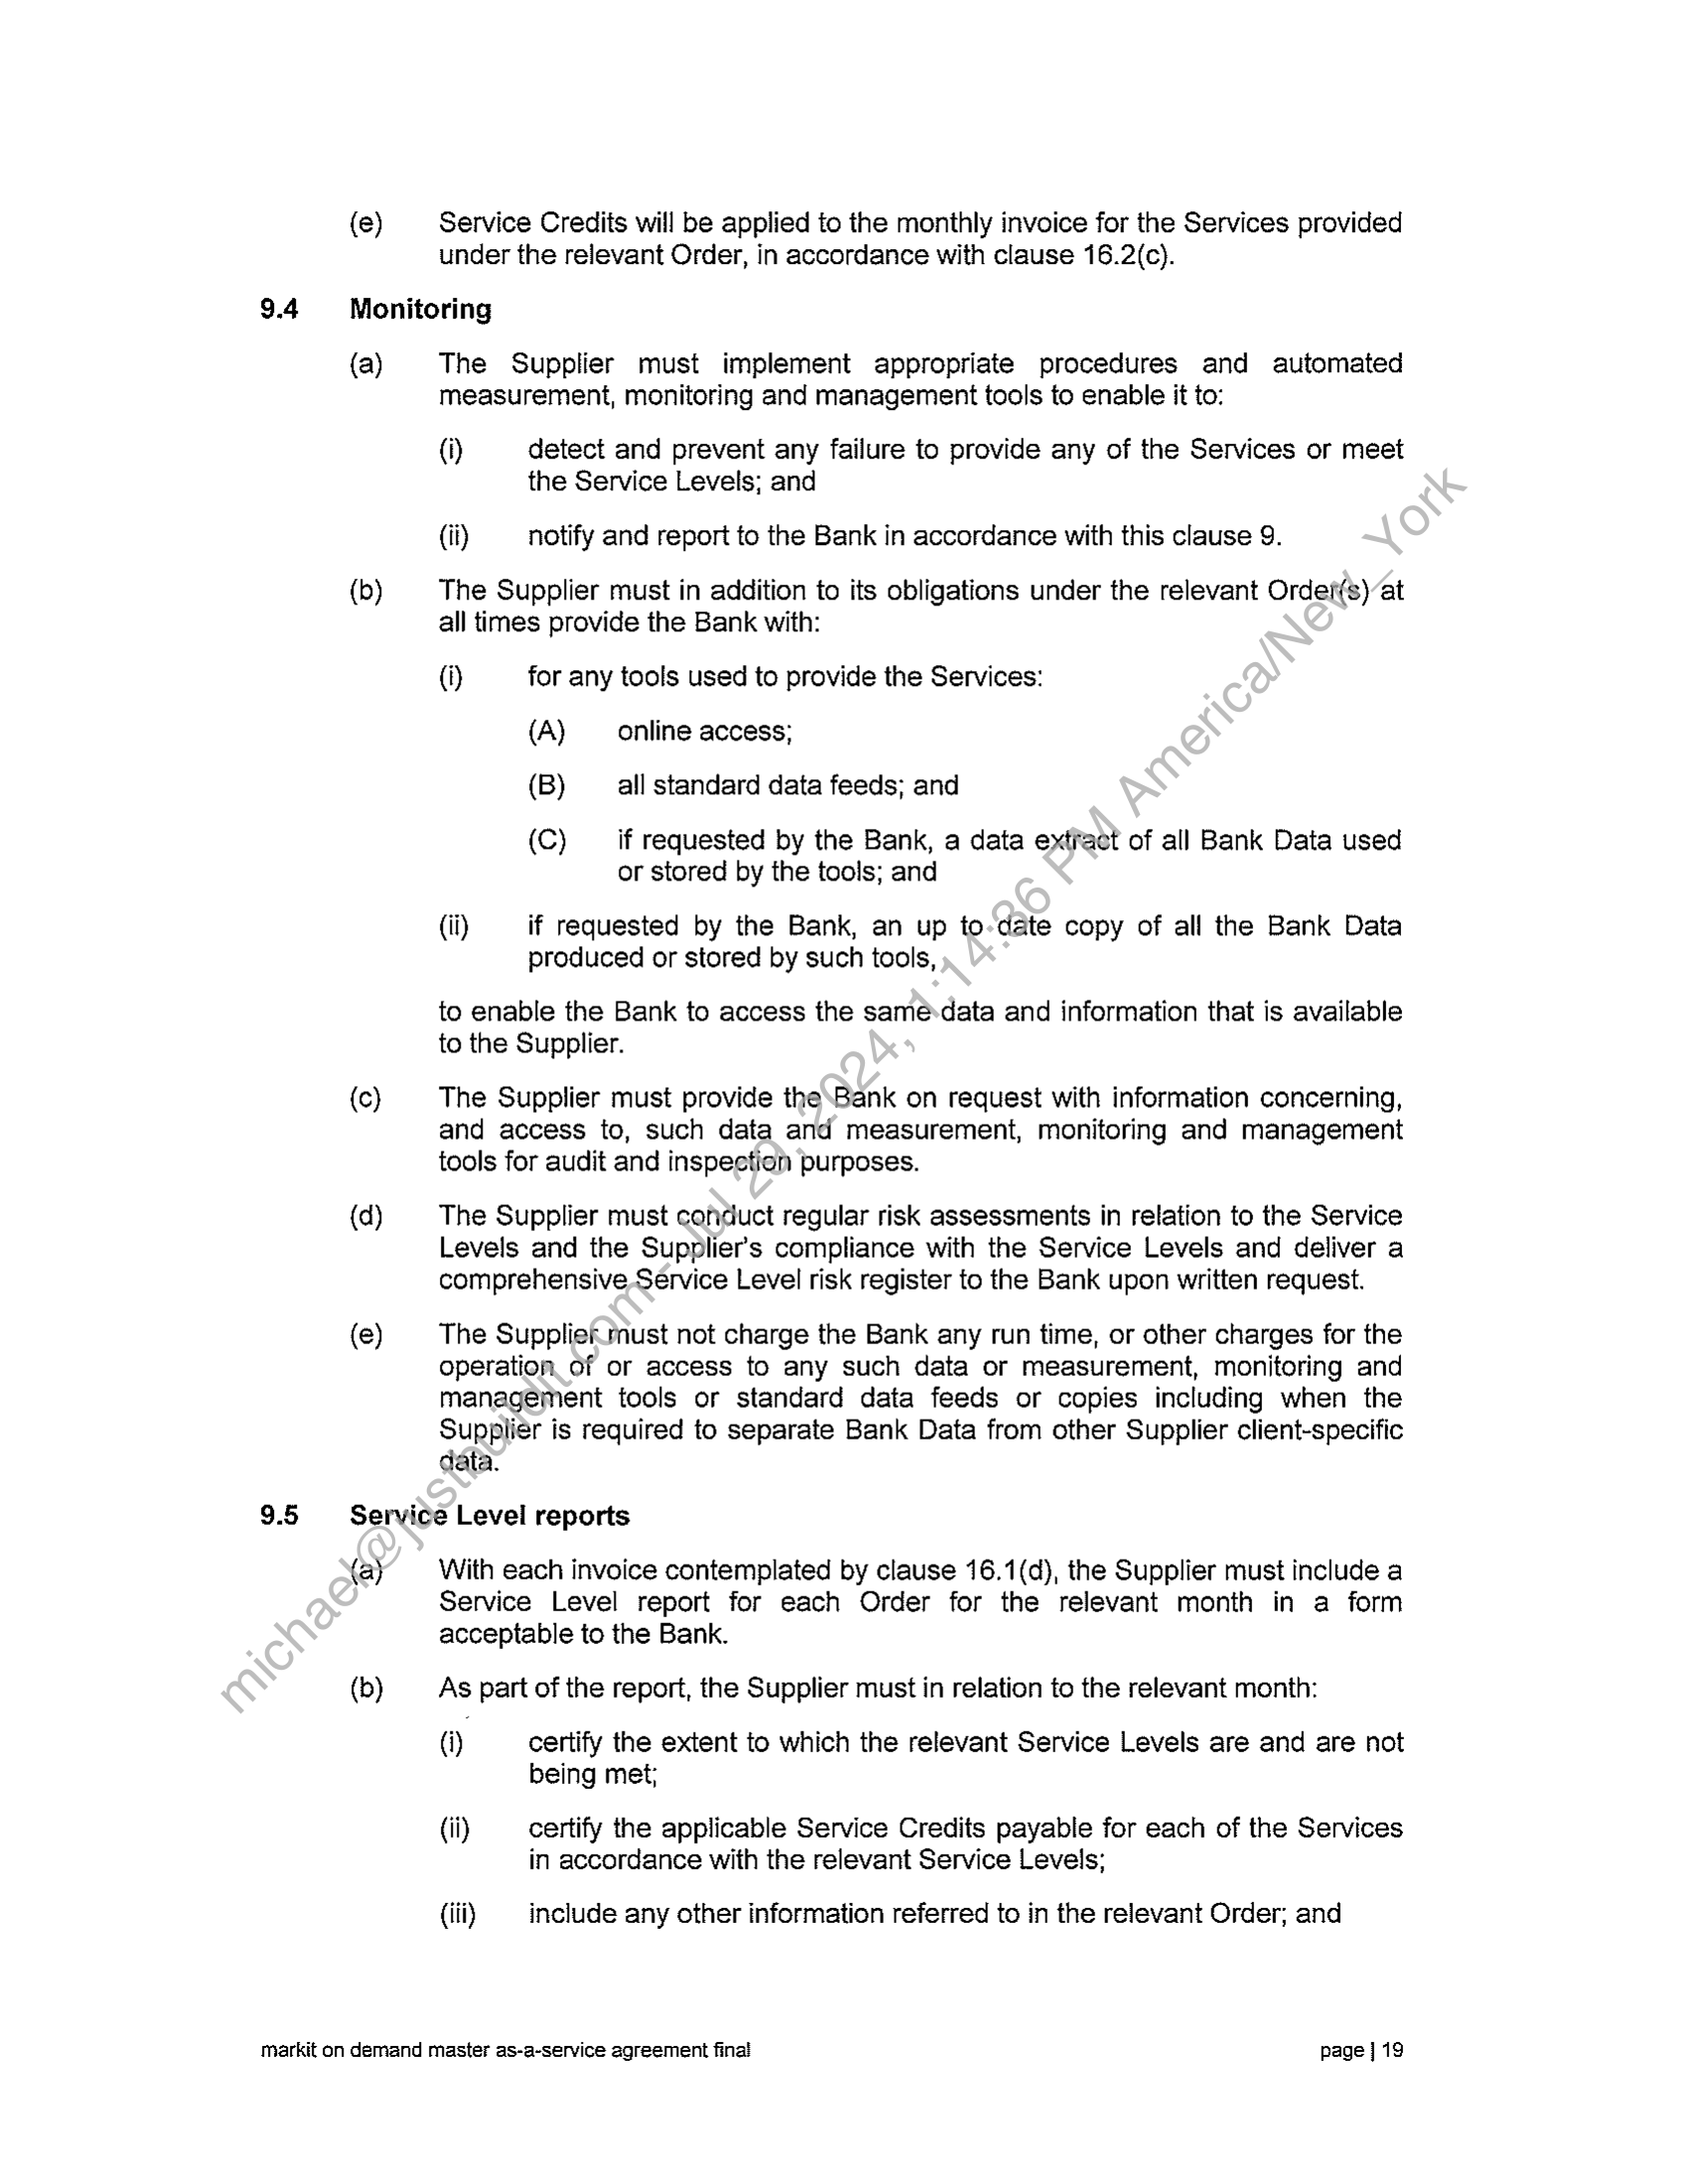 (e) Service Credits will be applied to the monthly invoice for the Services provided
under the relevant Order, in accordance with clause 16.2(c).
9.4 Monitoring
(a) The Supplier must implement appropriate procedures and automated
measurement, monitoring and management tools to enable it to:
(i) detect and prevent any failure to provide any of the Services or meet
the Service Levels; and
(ii) notify and report to the Bank in accordance with this clause 9.
(b) The Supplier must in addition to its obligations under the relevant Order(s) at
all times provide the Bank with:
(i) for any tools used to provide the Services:
(A) online access;
(B) all standard data feeds; and
(C) if requested by the Bank, a data extract of all Bank Data used
or stored by the tools; and
(ii) if requested by the Bank, an up to date copy of all the Bank Data
produced or stored by such tools,
to enable the Bank to access the same data and information that is available
to the Supplier.
(c) The Supplier must provide the Bank on request with information concerning,
and access to, such data and measurement, monitoring and management
tools for audit and inspection purposes.
(d) The Supplier must conduct regular risk assessments in relation to the Service
Levels and the Supplier's compliance with the Service Levels and deliver a
comprehensive Service Level risk register to the Bank upon written request.
(e) The Supplier must not charge the Bank any run time, or other charges for the
operation of or access to any such data or measurement, monitoring and
management tools or standard data feeds or copies including when the
Supplier is required to separate Bank Data from other Supplier client-specific
data.
9.5 Service Level reports
(a) With each invoice contemplated by clause 16.1(d), the Supplier must include a
Service Level report for each Order for the relevant month in a form
acceptable to the Bank.
(b) As part of the report, the Supplier must in relation to the relevant month:
(i) certify the extent to which the relevant Service Levels are and are not
being met;
(ii) certify the applicable Service Credits payable for each of the Services
in accordance with the relevant Service Levels;
(iii) include any other information referred to in the relevant Order; and
markit on demand master as-a-service agreement final page | 19
michael@justbuildit.com - Jul 29, 2024, 1:14:36 PM America/New_York